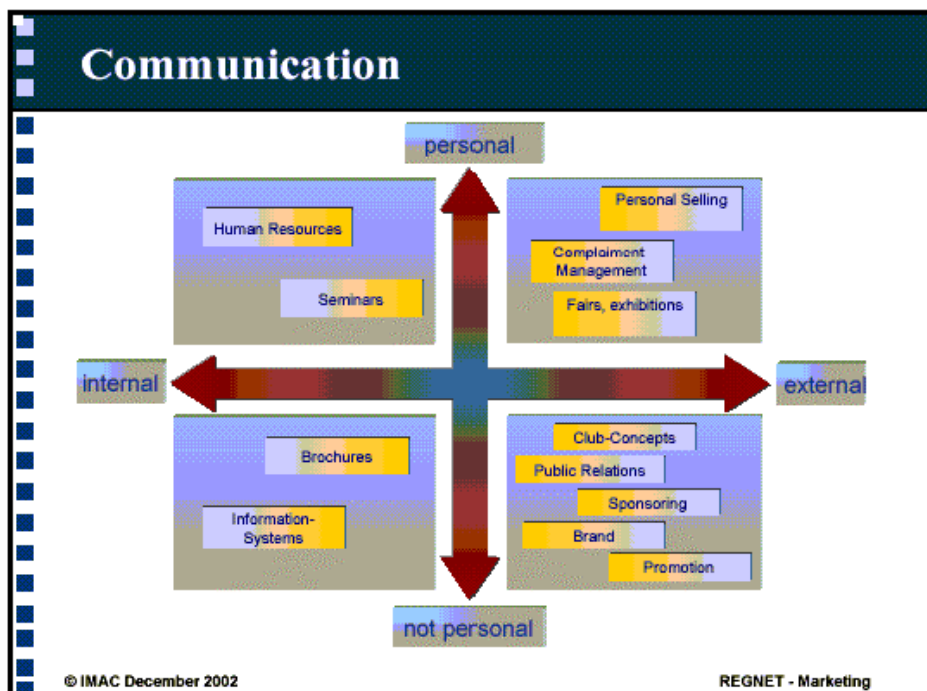 Communication
personal
Human Resources
Seminars
Personal Selling
Complaiment
Management
Fairs, exhibitions
internal
external
Brochures
Information-
Systems
Club-Concepts
Public Relations
Sponsoring
Brand
Promotion
not personal
© IMAC December 2002
REGNET - Marketing